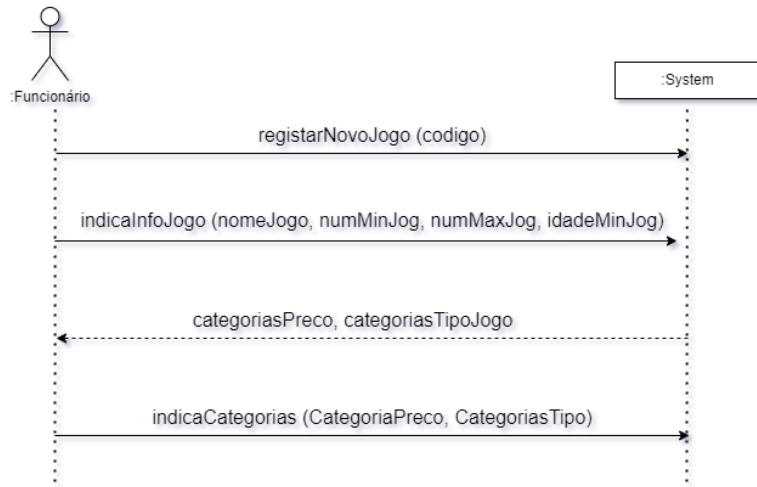 :Funcionário
:System
registarNovoJogo (codigo)
indicaInfoJogo (nomeJogo, numMinJog, numMaxJog, idadeMinJog)
categoriasPreco, categoriasTipoJogo
indicaCategorias (CategoriaPreco, CategoriasTipo)